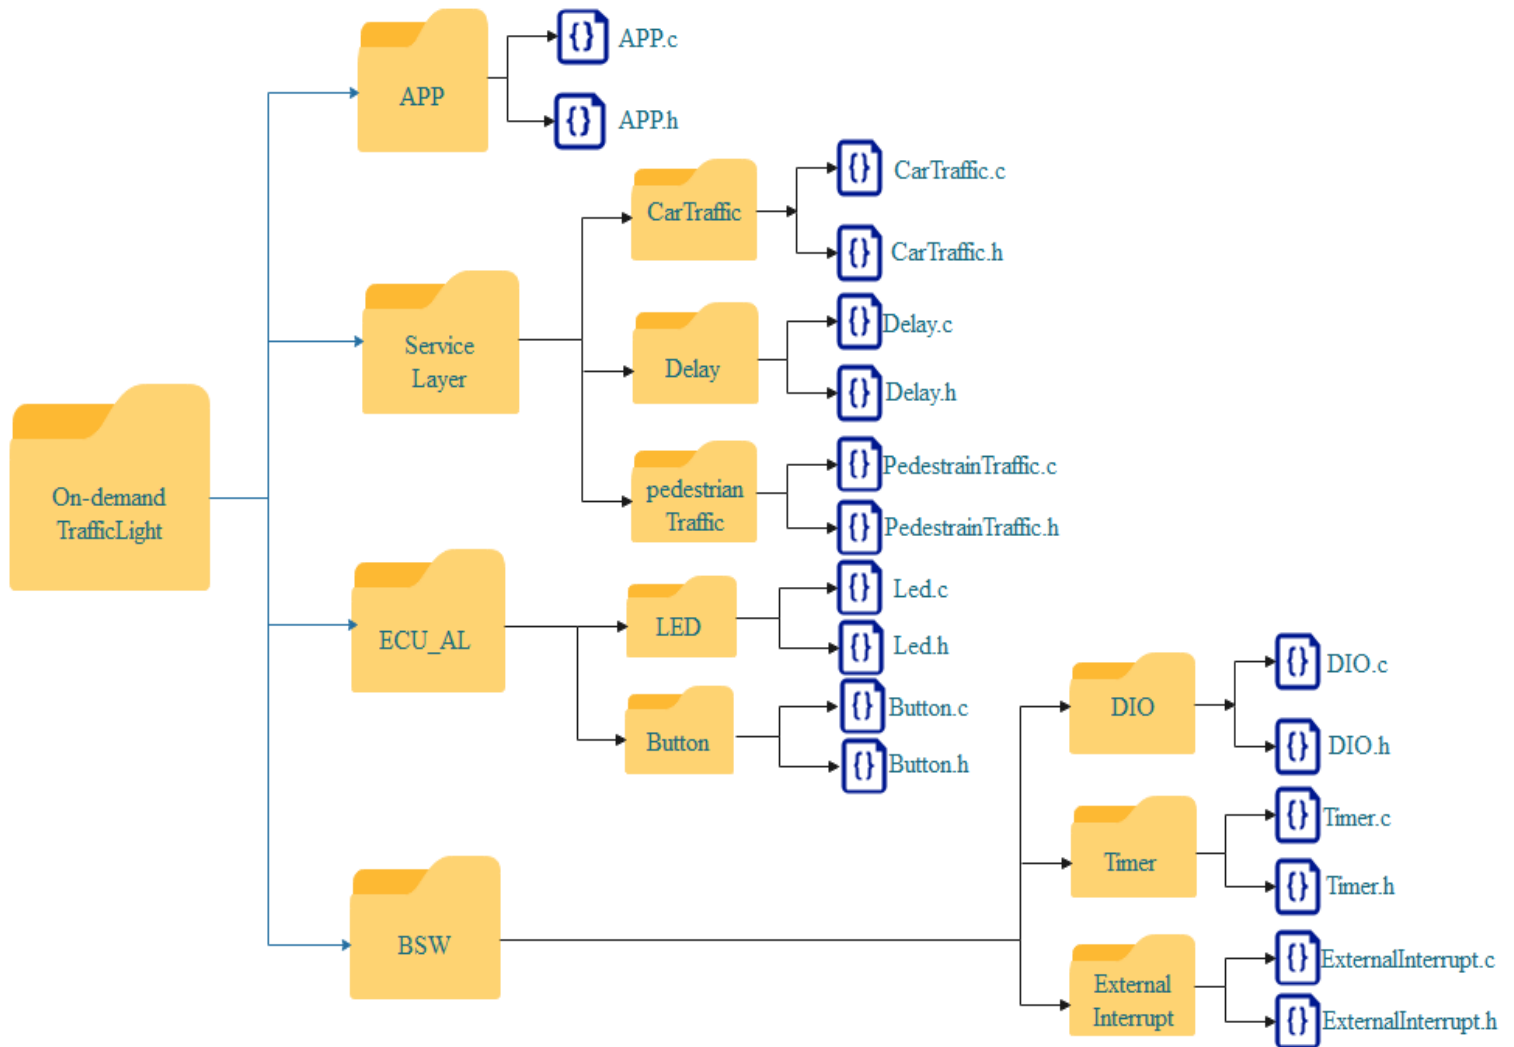 APP
APP.c
APP.h
CarTraffic
CarTraffic.c
CarTraffic.h
Service
Layer
Delay
Delay.c
Delay.h
pedestrian
Traffic
PedestrainTraffic.c
PedestrainTraffic.h
On-demand
TrafficLight
ECU_AL
LED
Led.c
Led.h
Button
Button.c
Button.h
BSW
DIO
DIO.c
DIO.h
Timer
Timer.c
Timer.h
External
Interrupt
ExternalInterrupt.c
ExternalInterrupt.h